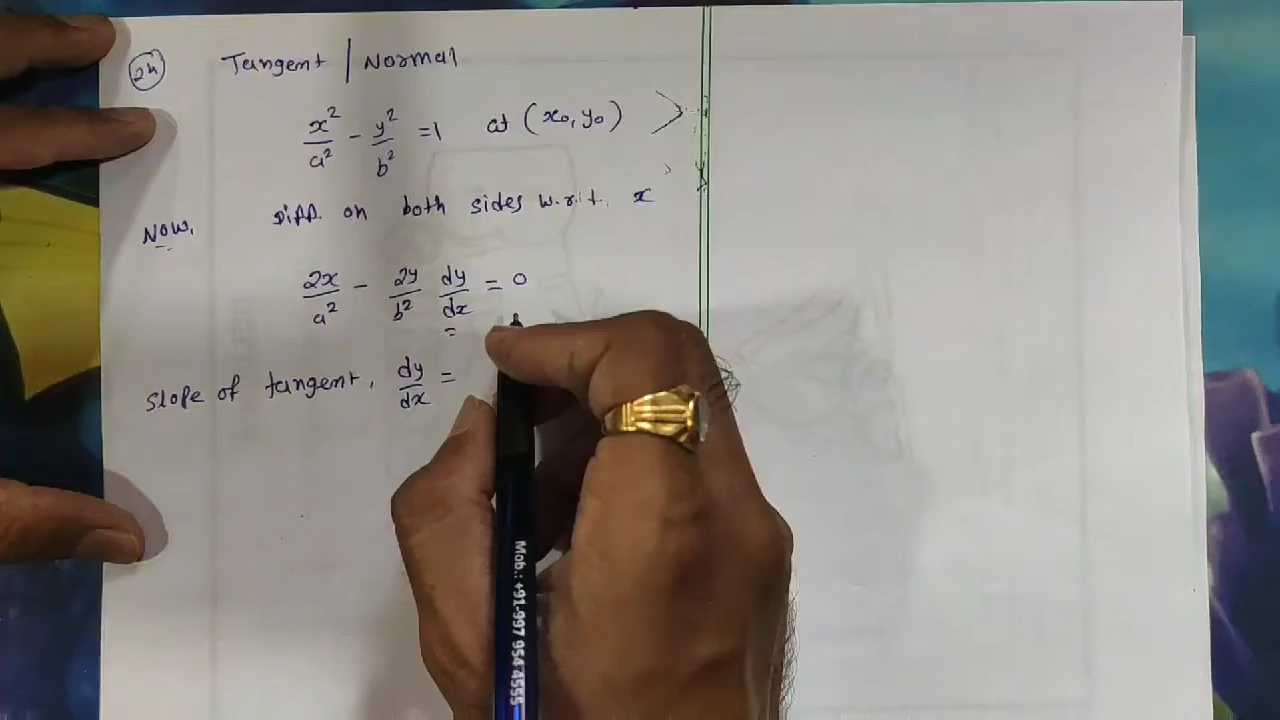 24 Tangent | Normal
x²/a² - y²/b² =1 at (x₀, y₀)
Now, Diff. on both sides w.r.t. x
2x/a² - 2y/b² dy/dx = 0
=
slope of tangent, dy/dx =
Mob.: +91-997 954 4555